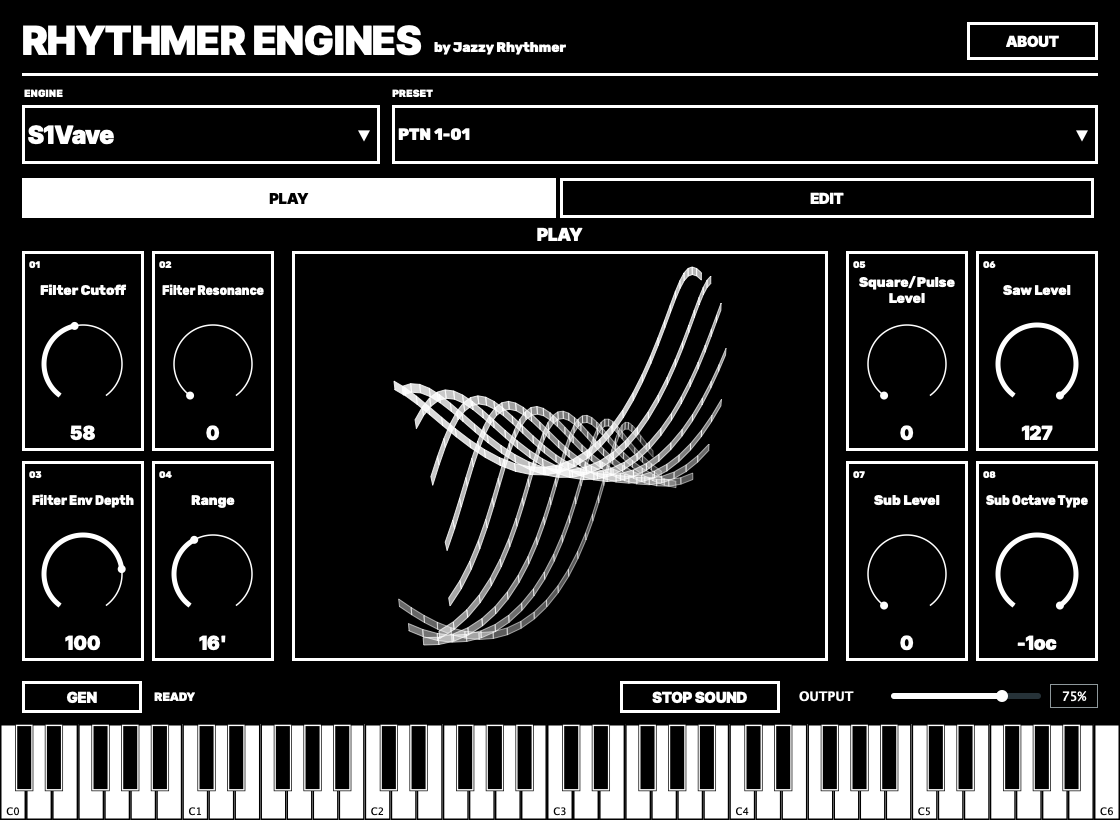 RHYTHMER ENGINES by Jazzy Rhythmer
ABOUT
ENGINE
PRESET
S1Vave ▼
PTN 1-01 ▼
PLAY
EDIT
PLAY
01
Filter Cutoff
58
02
Filter Resonance
0
03
Filter Env Depth
100
04
Range
16'
05
Square/Pulse
Level
0
06
Saw Level
127
07
Sub Level
0
08
Sub Octave Type
-1oc
GEN
READY
STOP SOUND
OUTPUT
75%
C0
C1
C2
C3
C4
C5
C6